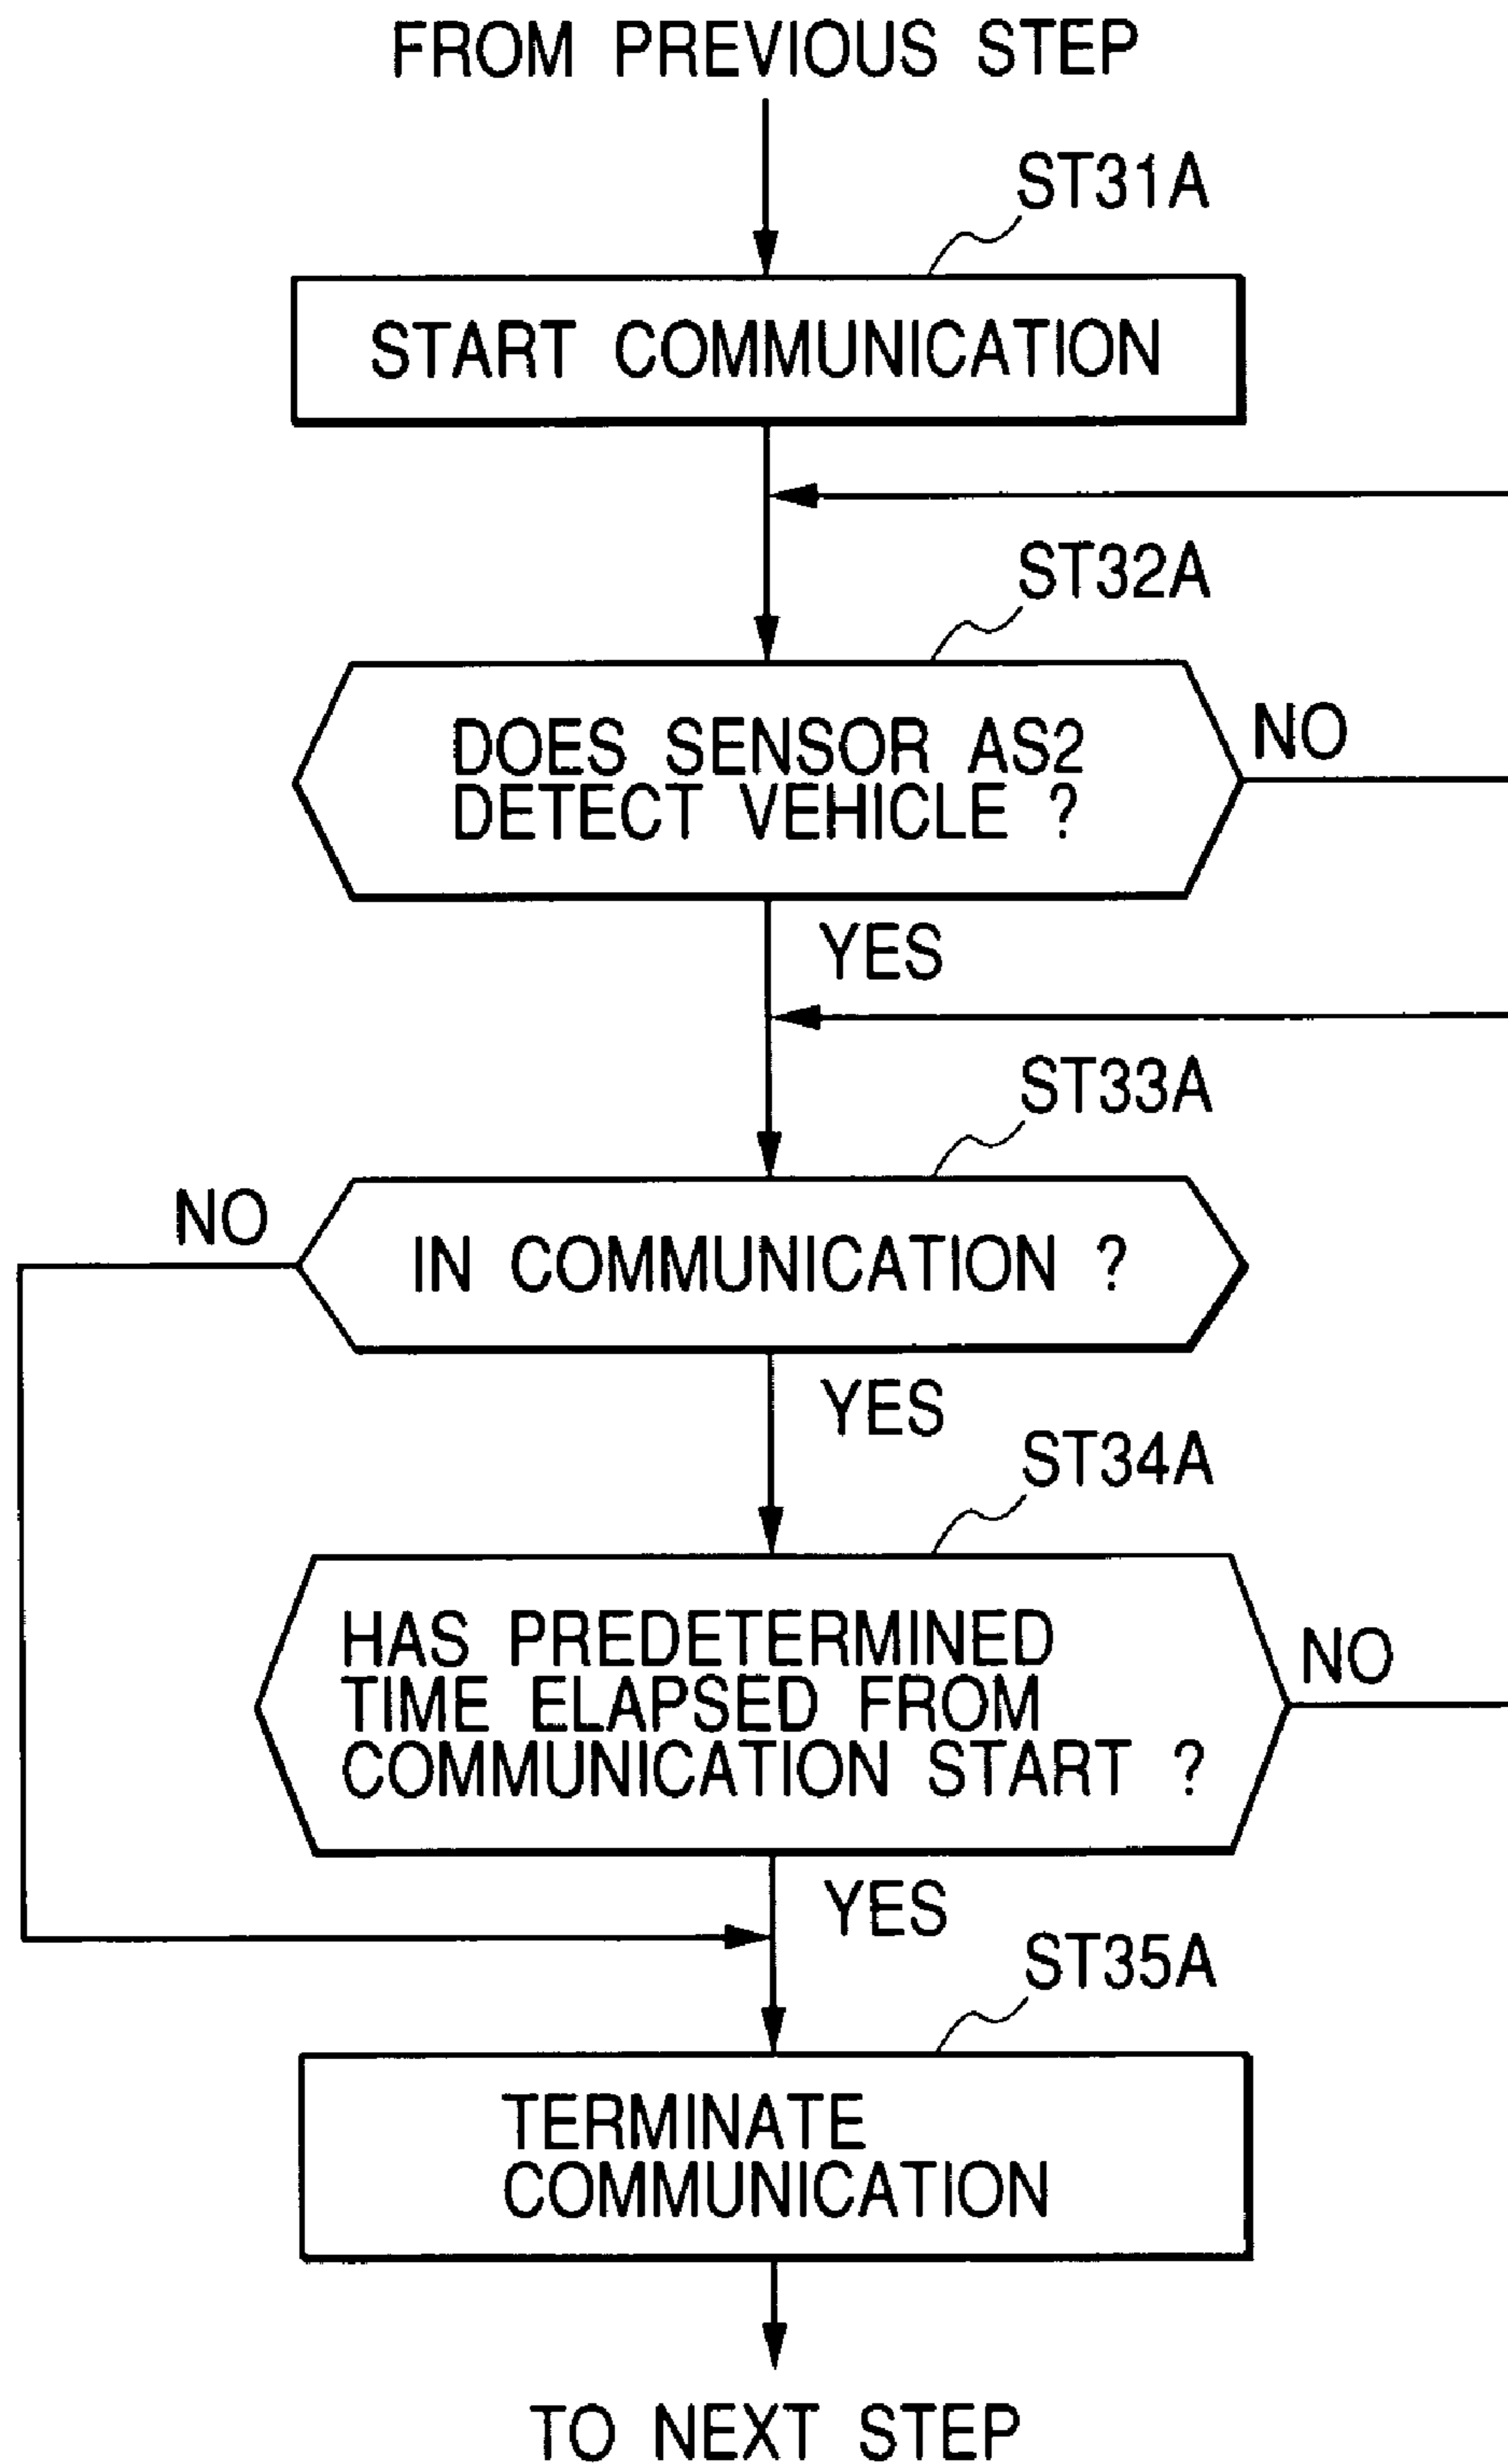 FROM PREVIOUS STEP
ST31A
START COMMUNICATION
ST32A
DOES SENSOR AS2
DETECT VEHICLE ?
NO
YES
ST33A
NO
IN COMMUNICATION ?
YES
ST34A
HAS PREDETERMINED
TIME ELAPSED FROM
COMMUNICATION START ?
NO
YES
ST35A
TERMINATE
COMMUNICATION
TO NEXT STEP